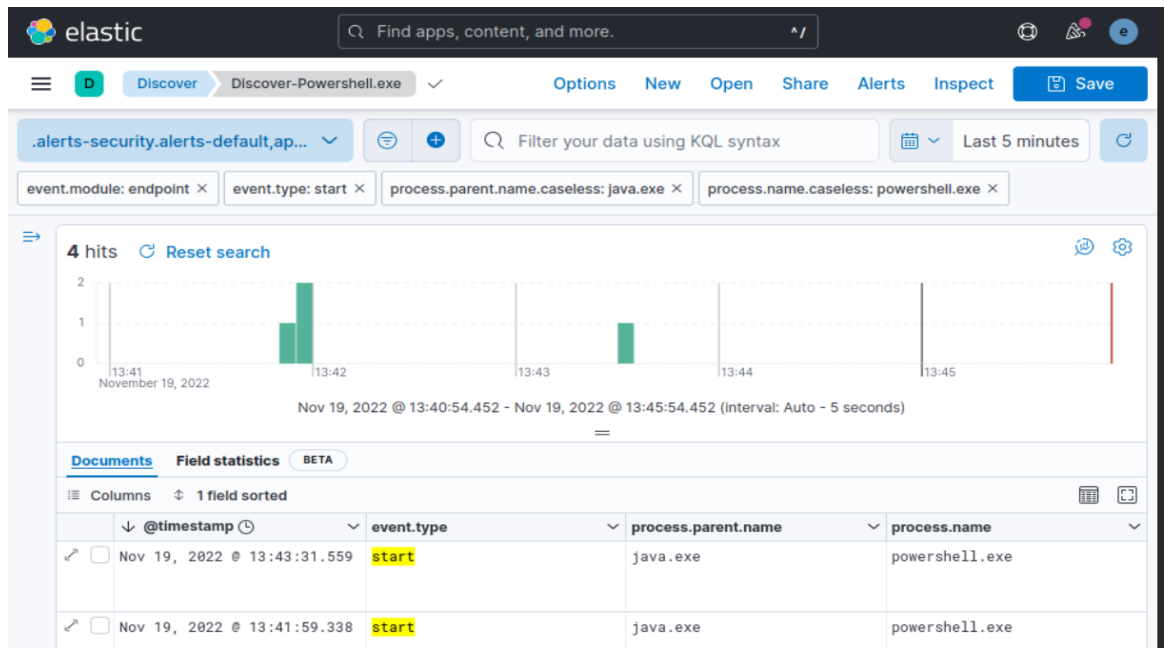 elastic
Find apps, content, and more. ^/
e
D Discover Discover-Powershell.exe Options New Open Share Alerts Inspect Save
.alerts-security.alerts-default,ap... Filter your data using KQL syntax Last 5 minutes
event.module: endpoint × event.type: start × process.parent.name.caseless: java.exe × process.name.caseless: powershell.exe ×
4 hits Reset search
2
1
0
13:41 13:42 13:43 13:44 13:45
November 19, 2022
Nov 19, 2022 @ 13:40:54.452 - Nov 19, 2022 @ 13:45:54.452 (interval: Auto - 5 seconds)
Documents Field statistics BETA
Columns 1 field sorted
@timestamp event.type process.parent.name process.name
Nov 19, 2022 @ 13:43:31.559 start java.exe powershell.exe
Nov 19, 2022 @ 13:41:59.338 start java.exe powershell.exe